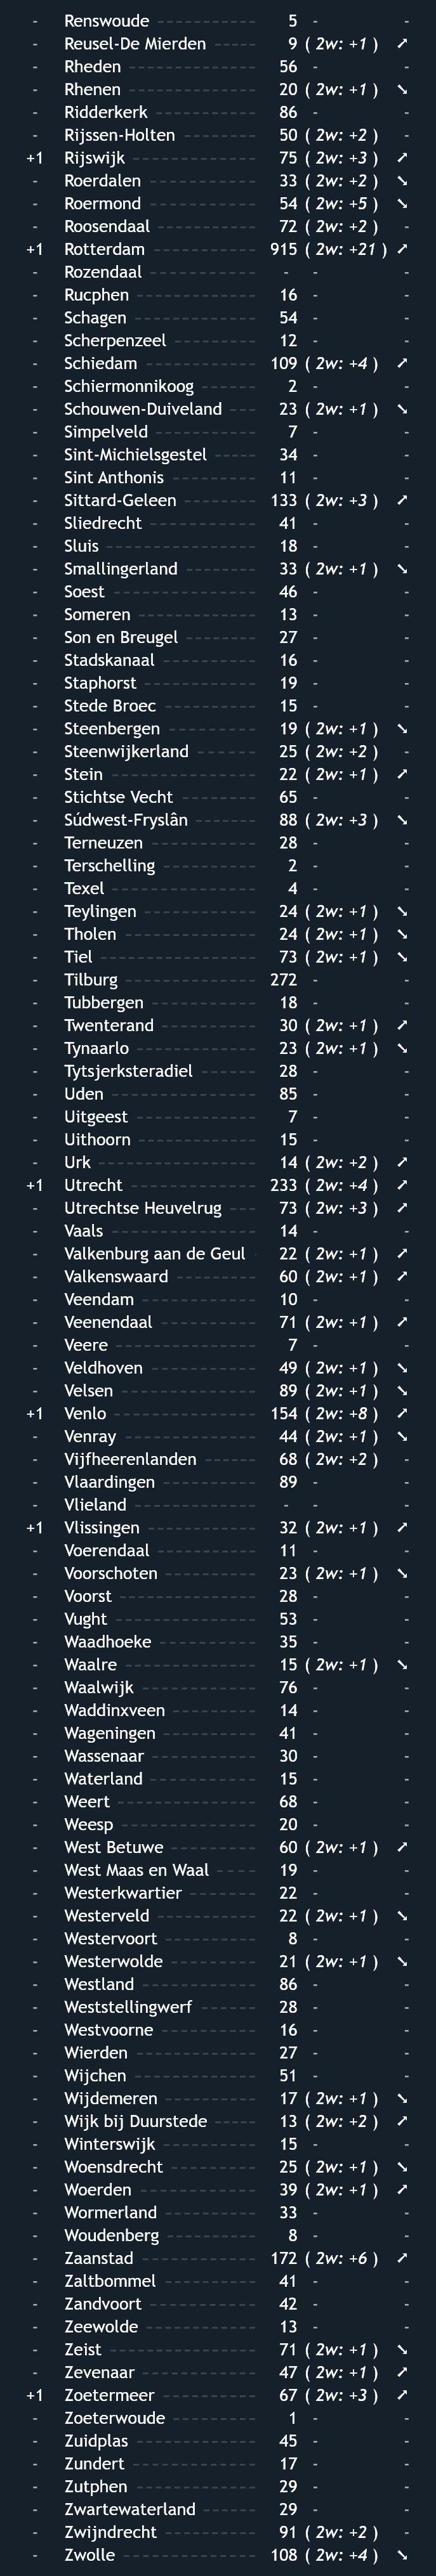 - Renswoude 5 - -
- Reusel-De Mierden 9 ( 2w: +1 ) ➚
- Rheden 56 - -
- Rhenen 20 ( 2w: +1 ) ➘
- Ridderkerk 86 - -
- Rijssen-Holten 50 ( 2w: +2 ) -
+1 Rijswijk 75 ( 2w: +3 ) ➚
- Roerdalen 33 ( 2w: +2 ) ➘
- Roermond 54 ( 2w: +5 ) ➘
- Roosendaal 72 ( 2w: +2 ) -
+1 Rotterdam 915 ( 2w: +21 ) ➚
- Rozendaal - - -
- Rucphen 16 - -
- Schagen 54 - -
- Scherpenzeel 12 - -
- Schiedam 109 ( 2w: +4 ) ➚
- Schiermonnikoog 2 - -
- Schouwen-Duiveland 23 ( 2w: +1 ) ➘
- Simpelveld 7 - -
- Sint-Michielsgestel 34 - -
- Sint Anthonis 11 - -
- Sittard-Geleen 133 ( 2w: +3 ) ➚
- Sliedrecht 41 - -
- Sluis 18 - -
- Smallingerland 33 ( 2w: +1 ) ➘
- Soest 46 - -
- Someren 13 - -
- Son en Breugel 27 - -
- Stadskanaal 16 - -
- Staphorst 19 - -
- Stede Broec 15 - -
- Steenbergen 19 ( 2w: +1 ) ➘
- Steenwijkerland 25 ( 2w: +2 ) -
- Stein 22 ( 2w: +1 ) ➚
- Stichtse Vecht 65 - -
- Súdwest-Fryslân 88 ( 2w: +3 ) ➘
- Terneuzen 28 - -
- Terschelling 2 - -
- Texel 4 - -
- Teylingen 24 ( 2w: +1 ) ➘
- Tholen 24 ( 2w: +1 ) ➘
- Tiel 73 ( 2w: +1 ) ➘
- Tilburg 272 - -
- Tubbergen 18 - -
- Twenterand 30 ( 2w: +1 ) ➚
- Tynaarlo 23 ( 2w: +1 ) ➘
- Tytsjerksteradiel 28 - -
- Uden 85 - -
- Uitgeest 7 - -
- Uithoorn 15 - -
- Urk 14 ( 2w: +2 ) ➚
+1 Utrecht 233 ( 2w: +4 ) ➚
- Utrechtse Heuvelrug 73 ( 2w: +3 ) ➚
- Vaals 14 - -
- Valkenburg aan de Geul 22 ( 2w: +1 ) ➚
- Valkenswaard 60 ( 2w: +1 ) ➚
- Veendam 10 - -
- Veenendaal 71 ( 2w: +1 ) ➚
- Veere 7 - -
- Veldhoven 49 ( 2w: +1 ) ➘
- Velsen 89 ( 2w: +1 ) ➘
+1 Venlo 154 ( 2w: +8 ) ➚
- Venray 44 ( 2w: +1 ) ➘
- Vijfheerenlanden 68 ( 2w: +2 ) -
- Vlaardingen 89 - -
- Vlieland - - -
+1 Vlissingen 32 ( 2w: +1 ) ➚
- Voerendaal 11 - -
- Voorschoten 23 ( 2w: +1 ) ➘
- Voorst 28 - -
- Vught 53 - -
- Waadhoeke 35 - -
- Waalre 15 ( 2w: +1 ) ➘
- Waalwijk 76 - -
- Waddinxveen 14 - -
- Wageningen 41 - -
- Wassenaar 30 - -
- Waterland 15 - -
- Weert 68 - -
- Weesp 20 - -
- West Betuwe 60 ( 2w: +1 ) ➚
- West Maas en Waal 19 - -
- Westerkwartier 22 - -
- Westerveld 22 ( 2w: +1 ) ➘
- Westervoort 8 - -
- Westerwolde 21 ( 2w: +1 ) ➘
- Westland 86 - -
- Weststellingwerf 28 - -
- Westvoorne 16 - -
- Wierden 27 - -
- Wijchen 51 - -
- Wijdemeren 17 ( 2w: +1 ) ➘
- Wijk bij Duurstede 13 ( 2w: +2 ) ➚
- Winterswijk 15 - -
- Woensdrecht 25 ( 2w: +1 ) ➘
- Woerden 39 ( 2w: +1 ) ➚
- Wormerland 33 - -
- Woudenberg 8 - -
- Zaanstad 172 ( 2w: +6 ) ➚
- Zaltbommel 41 - -
- Zandvoort 42 - -
- Zeewolde 13 - -
- Zeist 71 ( 2w: +1 ) ➘
- Zevenaar 47 ( 2w: +1 ) ➚
+1 Zoetermeer 67 ( 2w: +3 ) ➚
- Zoeterwoude 1 - -
- Zuidplas 45 - -
- Zundert 17 - -
- Zutphen 29 - -
- Zwartewaterland 29 - -
- Zwijndrecht 91 ( 2w: +2 ) -
- Zwolle 108 ( 2w: +4 ) ➘